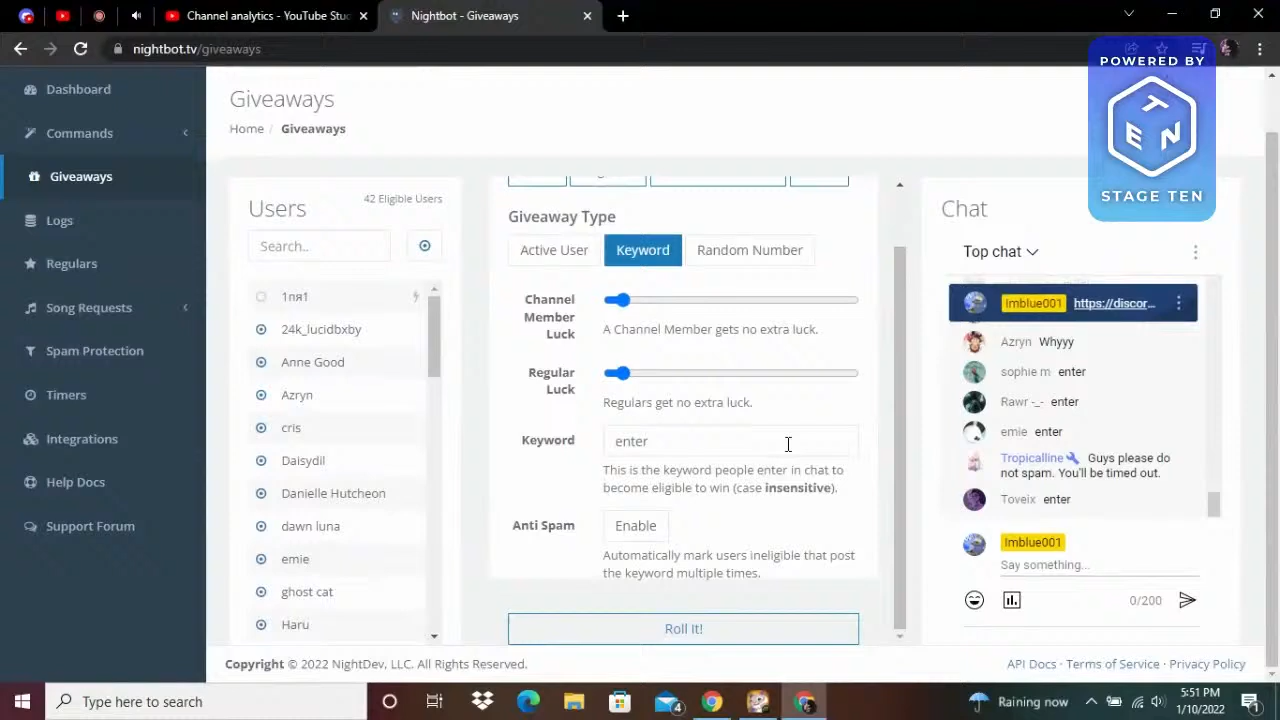 Channel analytics - YouTube Stu
Nightbot - Giveaways
nightbot.tv/giveaways
POWERED BY
TEN
STAGE TEN
Dashboard
Commands
Giveaways
Logs
Regulars
Song Requests
Spam Protection
Timers
Integrations
Help Docs
Support Forum
Giveaways
Home / Giveaways
Users
42 Eligible Users
Search..
1пя1
24k_lucidbxby
Anne Good
Azryn
cris
Daisydil
Danielle Hutcheon
dawn luna
emie
ghost cat
Haru
Giveaway Type
Active User
Keyword
Random Number
Channel
Member
Luck
A Channel Member gets no extra luck.
Regular
Luck
Regulars get no extra luck.
Keyword
enter
This is the keyword people enter in chat to
become eligible to win (case insensitive).
Anti Spam
Enable
Automatically mark users ineligible that post
the keyword multiple times.
Roll It!
Chat
Top chat
Imblue001 https://discor...
Azryn Whyyy
sophie m enter
Rawr -_- enter
emie enter
Tropicalline Guys please do
not spam. You'll be timed out.
Toveix enter
Imblue001
Say something...
0/200
Copyright © 2022 NightDev, LLC. All Rights Reserved.
API Docs · Terms of Service · Privacy Policy
Type here to search
4
Raining now
5:51 PM
1/10/2022
1